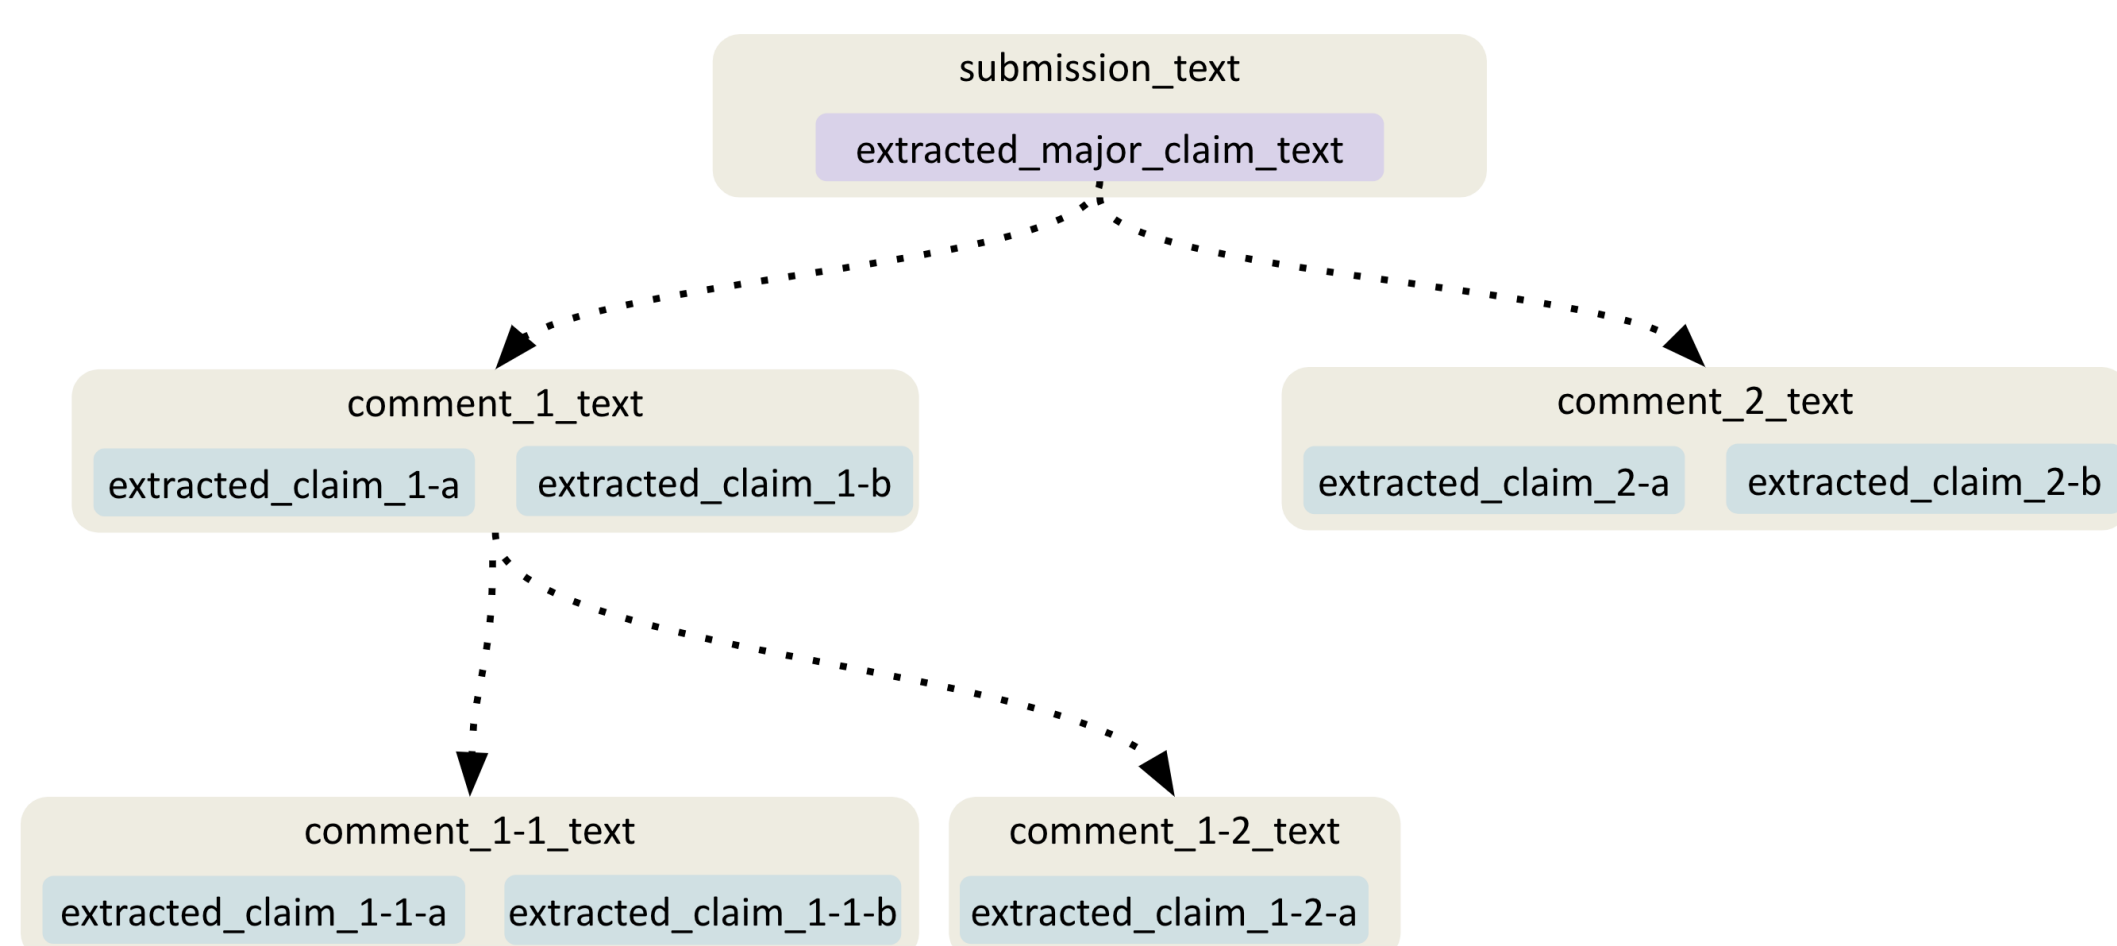 submission_text
extracted_major_claim_text
comment_1_text
extracted_claim_1-a
extracted_claim_1-b
comment_2_text
extracted_claim_2-a
extracted_claim_2-b
comment_1-1_text
extracted_claim_1-1-a
extracted_claim_1-1-b
comment_1-2_text
extracted_claim_1-2-a